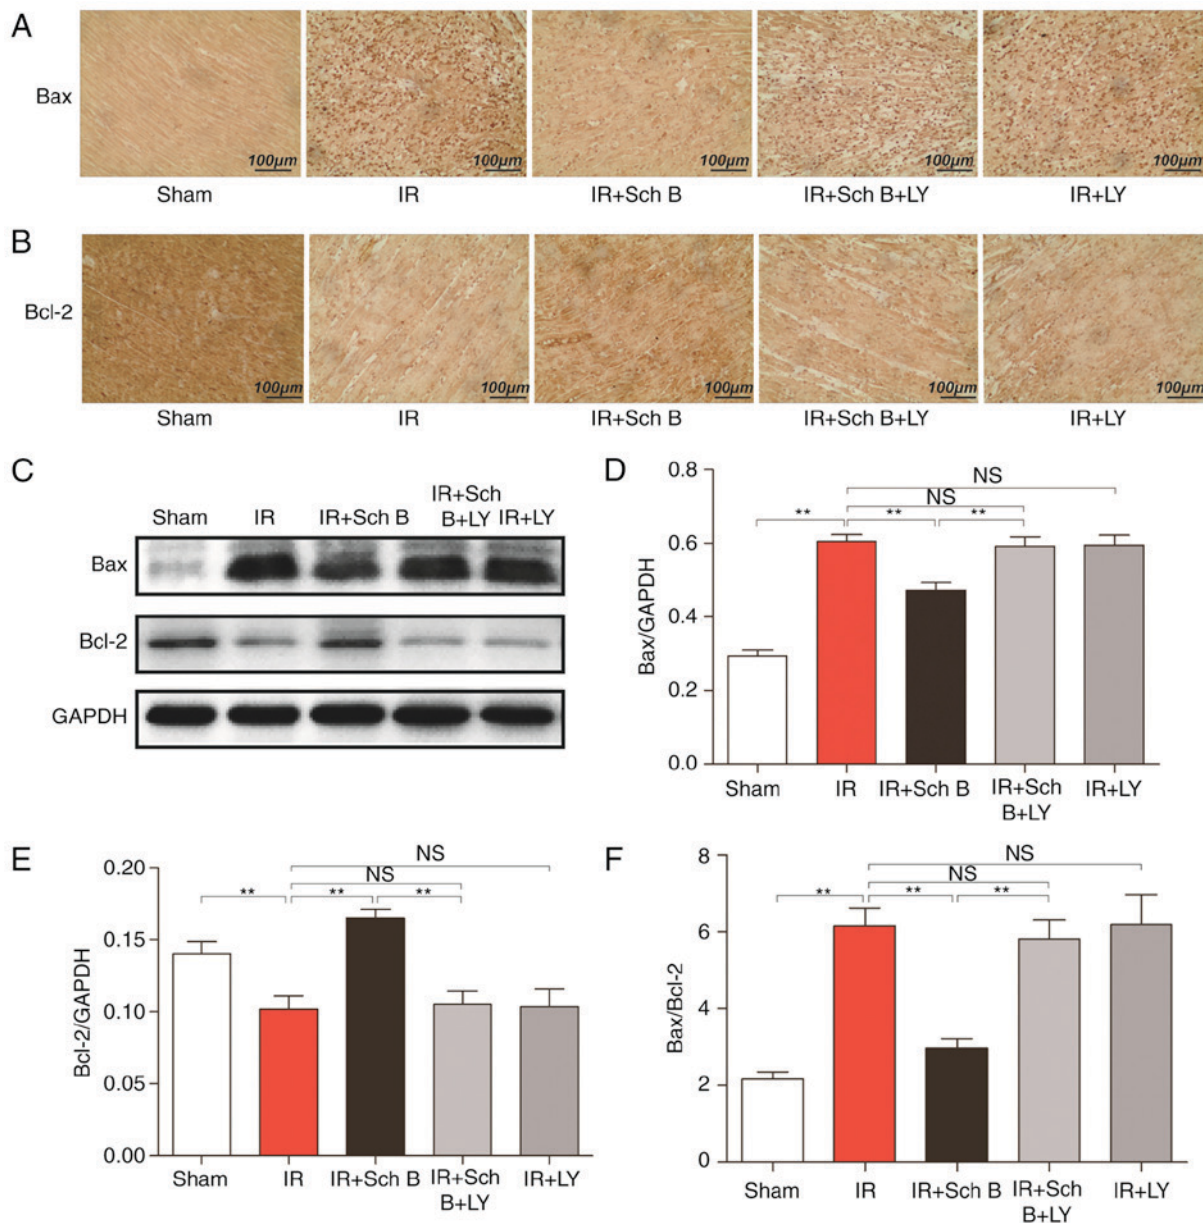 A
Bax
100μm 100μm 100μm 100μm 100μm
Sham IR IR+Sch B IR+Sch B+LY IR+LY
B
Bcl-2
100μm 100μm 100μm 100μm 100μm
Sham IR IR+Sch B IR+Sch B+LY IR+LY
C
Sham IR IR+Sch B IR+Sch
B+LY IR+LY
Bax
Bcl-2
GAPDH
D
Bax/GAPDH
0.8
0.6
0.4
0.2
0.0
NS
NS
** ** **
Sham IR IR+Sch B IR+Sch
B+LY IR+LY
E
Bcl-2/GAPDH
0.20
0.15
0.10
0.05
0.00
NS
NS
** ** **
Sham IR IR+Sch B IR+Sch
B+LY IR+LY
F
Bax/Bcl-2
8
6
4
2
0
NS
NS
** ** **
Sham IR IR+Sch B IR+Sch
B+LY IR+LY